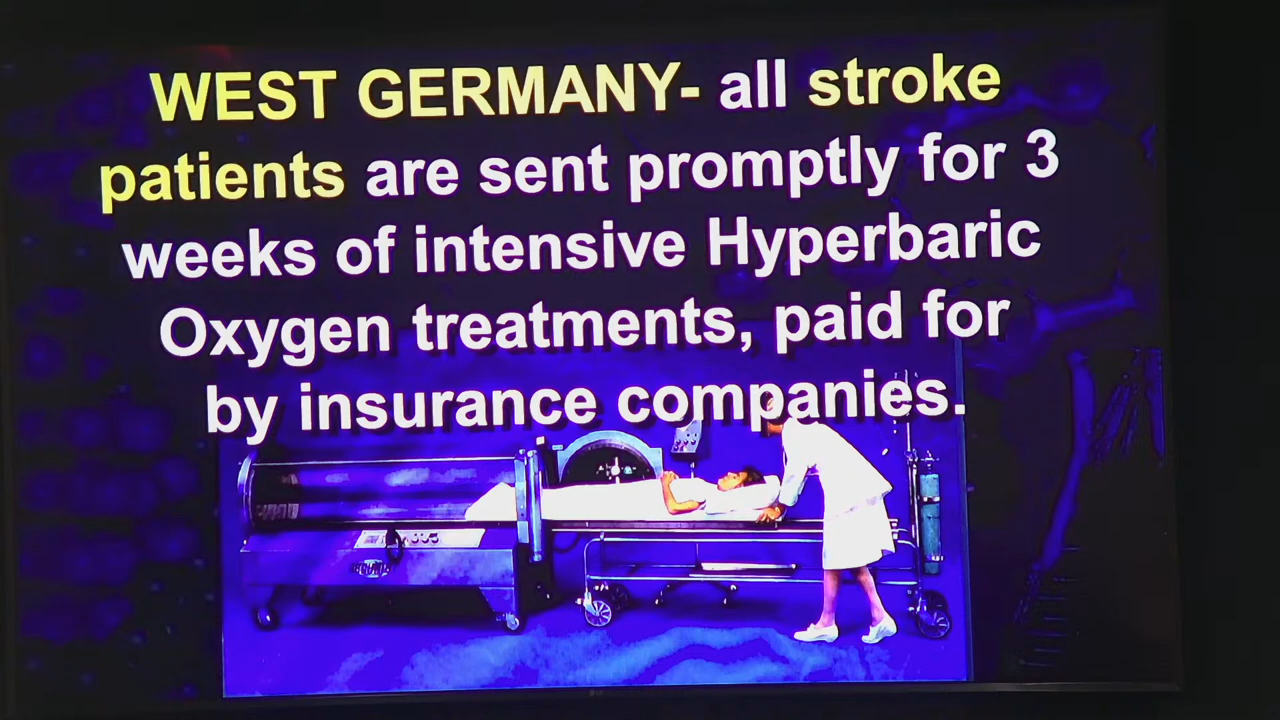 WEST GERMANY- all stroke
patients are sent promptly for 3
weeks of intensive Hyperbaric
Oxygen treatments, paid for
by insurance companies.